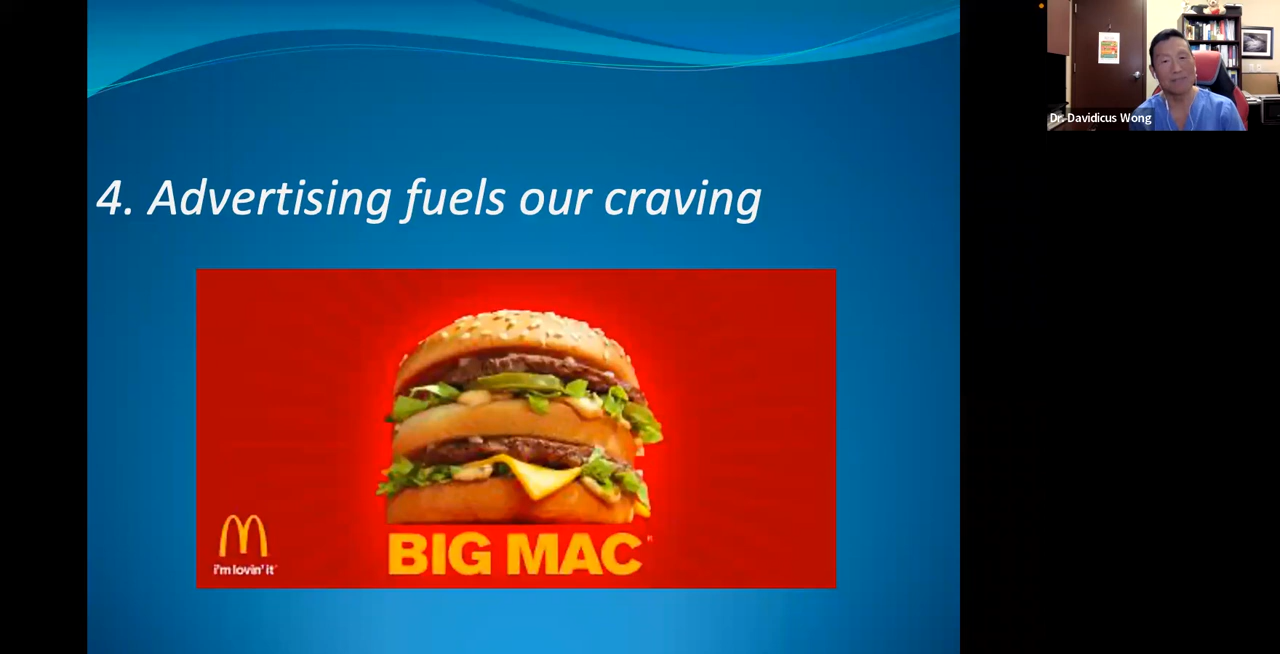 4. Advertising fuels our craving
BIG MAC
i'm lovin' it
Dr. Davidicus Wong